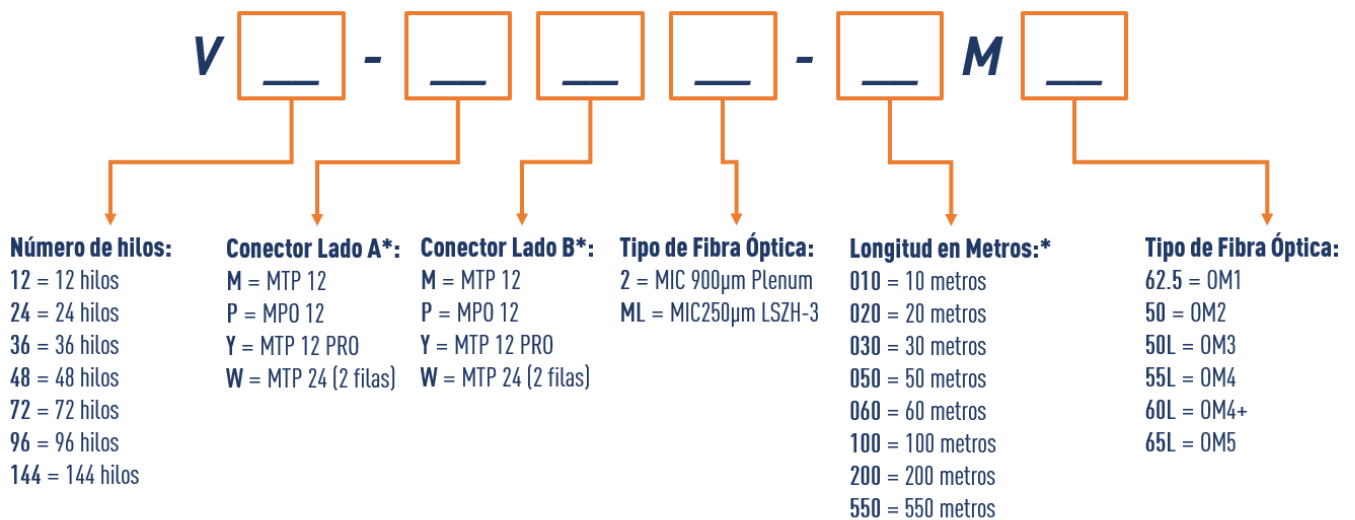 V __ - __ __ __ - __ M __
Número de hilos:
12 = 12 hilos
24 = 24 hilos
36 = 36 hilos
48 = 48 hilos
72 = 72 hilos
96 = 96 hilos
144 = 144 hilos
Conector Lado A*:
M = MTP 12
P = MPO 12
Y = MTP 12 PRO
W = MTP 24 (2 filas)
Conector Lado B*:
M = MTP 12
P = MPO 12
Y = MTP 12 PRO
W = MTP 24 (2 filas)
Tipo de Fibra Óptica:
2 = MIC 900µm Plenum
ML = MIC250µm LSZH-3
Longitud en Metros:*
010 = 10 metros
020 = 20 metros
030 = 30 metros
050 = 50 metros
060 = 60 metros
100 = 100 metros
200 = 200 metros
550 = 550 metros
Tipo de Fibra Óptica:
62.5 = OM1
50 = OM2
50L = OM3
55L = OM4
60L = OM4+
65L = OM5